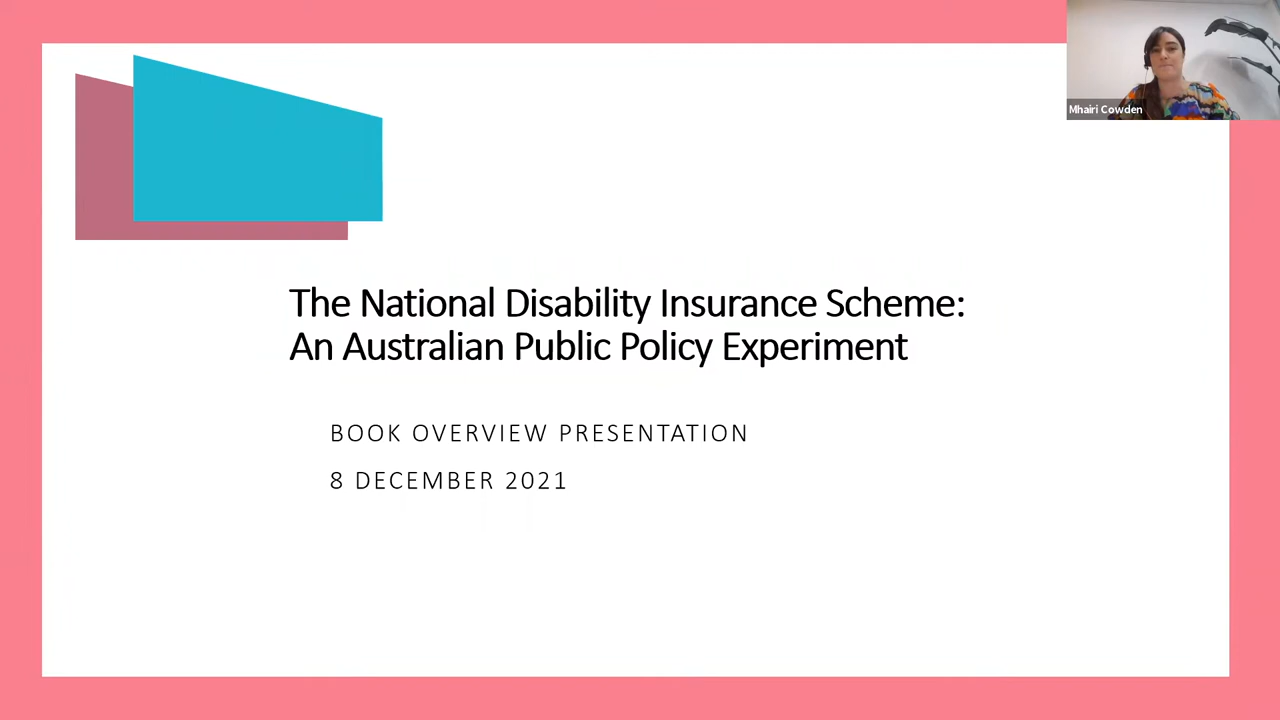 Mhairi Cowden
The National Disability Insurance Scheme:
An Australian Public Policy Experiment
BOOK OVERVIEW PRESENTATION
8 DECEMBER 2021